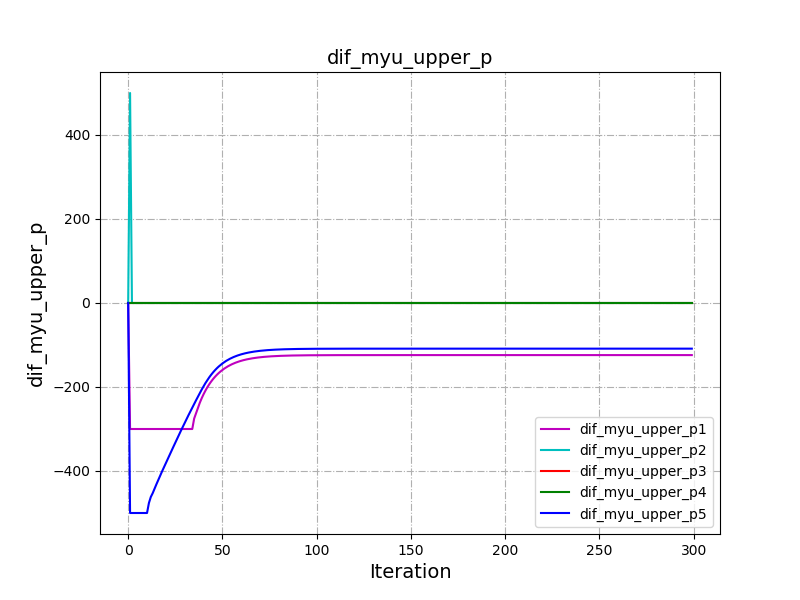 dif_myu_upper_p
dif_myu_upper_p
400
200
0
−200
−400
0 50 100 150 200 250 300
Iteration
dif_myu_upper_p1
dif_myu_upper_p2
dif_myu_upper_p3
dif_myu_upper_p4
dif_myu_upper_p5